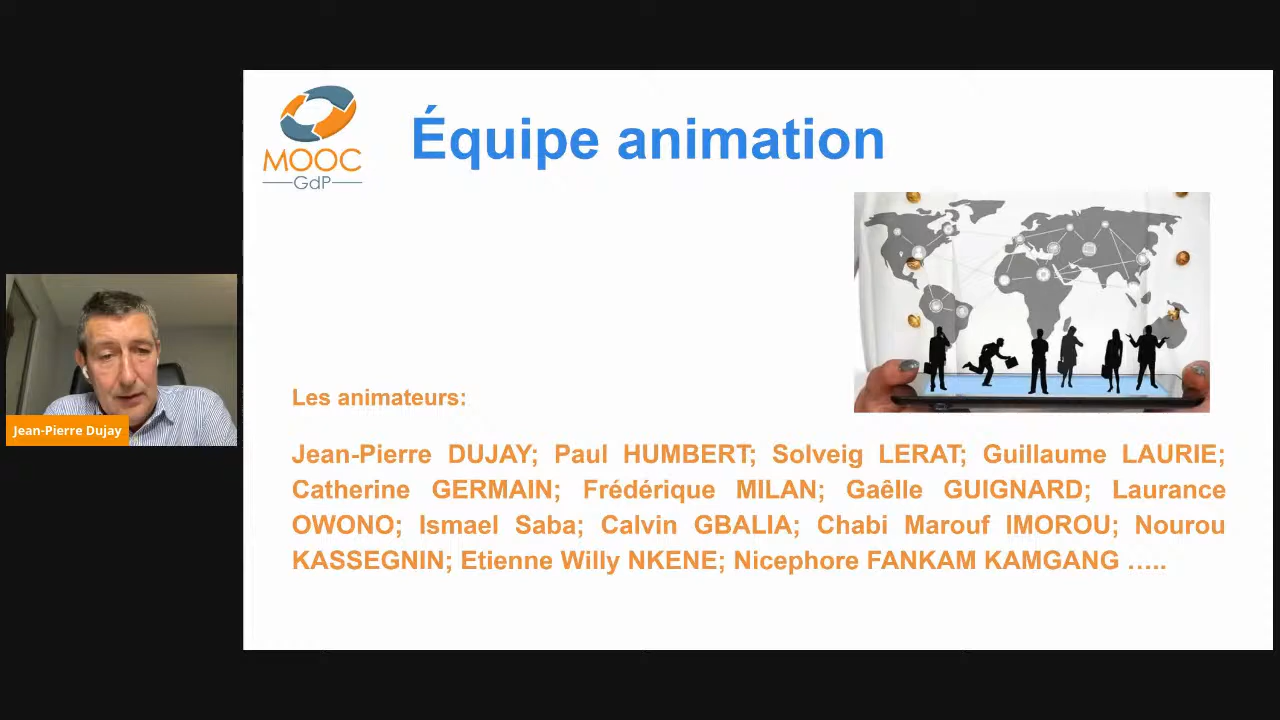 MOOC
GdP
Équipe animation
Les animateurs:
Jean-Pierre DUJAY; Paul HUMBERT; Solveig LERAT; Guillaume LAURIE;
Catherine GERMAIN; Frédérique MILAN; Gaêlle GUIGNARD; Laurance
OWONO; Ismael Saba; Calvin GBALIA; Chabi Marouf IMOROU; Nourou
KASSEGNIN; Etienne Willy NKENE; Nicephore FANKAM KAMGANG …..
Jean-Pierre Dujay